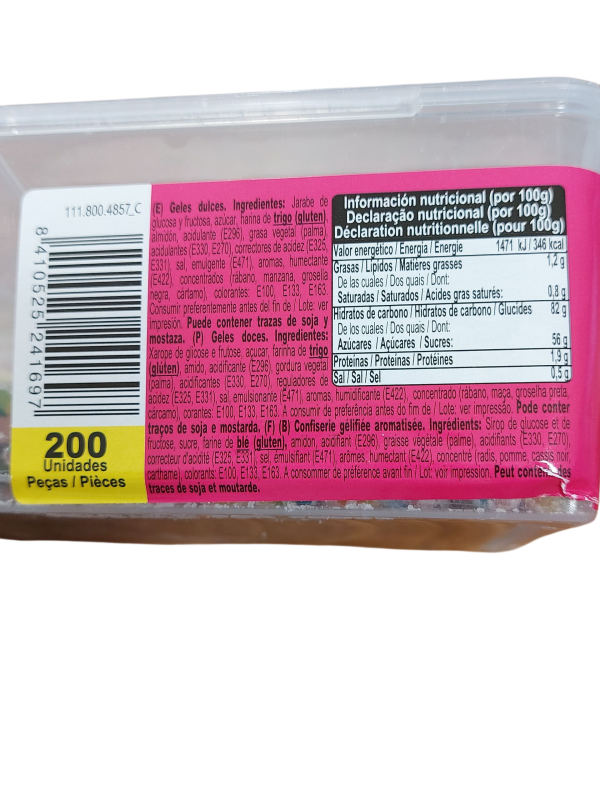 111.800.4857_C
8 410525 241697
200
Unidades
Peças / Pièces
(E) Geles dulces. Ingredientes: Jarabe de
glucosa y fructosa, azúcar, harina de trigo (gluten),
almidón, acidulante (E296), grasa vegetal (palma),
acidulantes (E330, E270), correctores de acidez (E325,
E331), sal, emulgente (E471), aromas, humectante
(E422), concentrados (rábano, manzana, grosella
negra, cártamo), colorantes: E100, E133, E163.
Consumir preferentemente antes del fin de / Lote: ver
impresión. Puede contener trazas de soja y
mostaza. (P) Geles doces. Ingredientes:
Xarope de glicose e frutose, açúcar, farinha de trigo
(glúten), amido, acidificante (E296), gordura vegetal
(palma), acidificantes (E330, E270), reguladores de
acidez (E325, E331), sal, emulsionante (E471), aromas, humidificante (E422), concentrado (rábano, maça, groselha preta,
cárcamo), corantes: E100, E133, E163. A consumir de preferência antes do fim de / Lote: ver impressão. Pode conter
traços de soja e mostarda. (F) (B) Confiserie gélifiée aromatisée. Ingrédients: Sirop de glucose et de
fructose, sucre, farine de blé (gluten), amidon, acidifiant (E296), graisse végétale (palme), acidifiants (E330, E270),
correcteur d'acidité (E325, E331), sel, émulsifiant (E471), arômes, humectant (E422), concentré (radis, pomme, cassis noir,
carthame), colorants: E100, E133, E163. A consommer de préférence avant fin / Lot: voir impression. Peut contenir des
traces de soja et moutarde.
Información nutricional (por 100g)
Declaração nutricional (por 100g)
Déclaration nutritionnelle (pour 100g)
Valor energético / Energia / Energie 1471 kJ / 346 kcal
Grasas / Lípidos / Matières grasses 1,2 g
De las cuales / Dos quais / Dont:
Saturadas / Saturados / Acides gras saturés: 0,8 g
Hidratos de carbono / Hidratos de carbono / Glucides 82 g
De los cuales / Dos quais / Dont:
Azúcares / Açúcares / Sucres: 56 g
Proteínas / Proteínas / Protéines 1,9 g
Sal / Sal / Sel 0,5 g